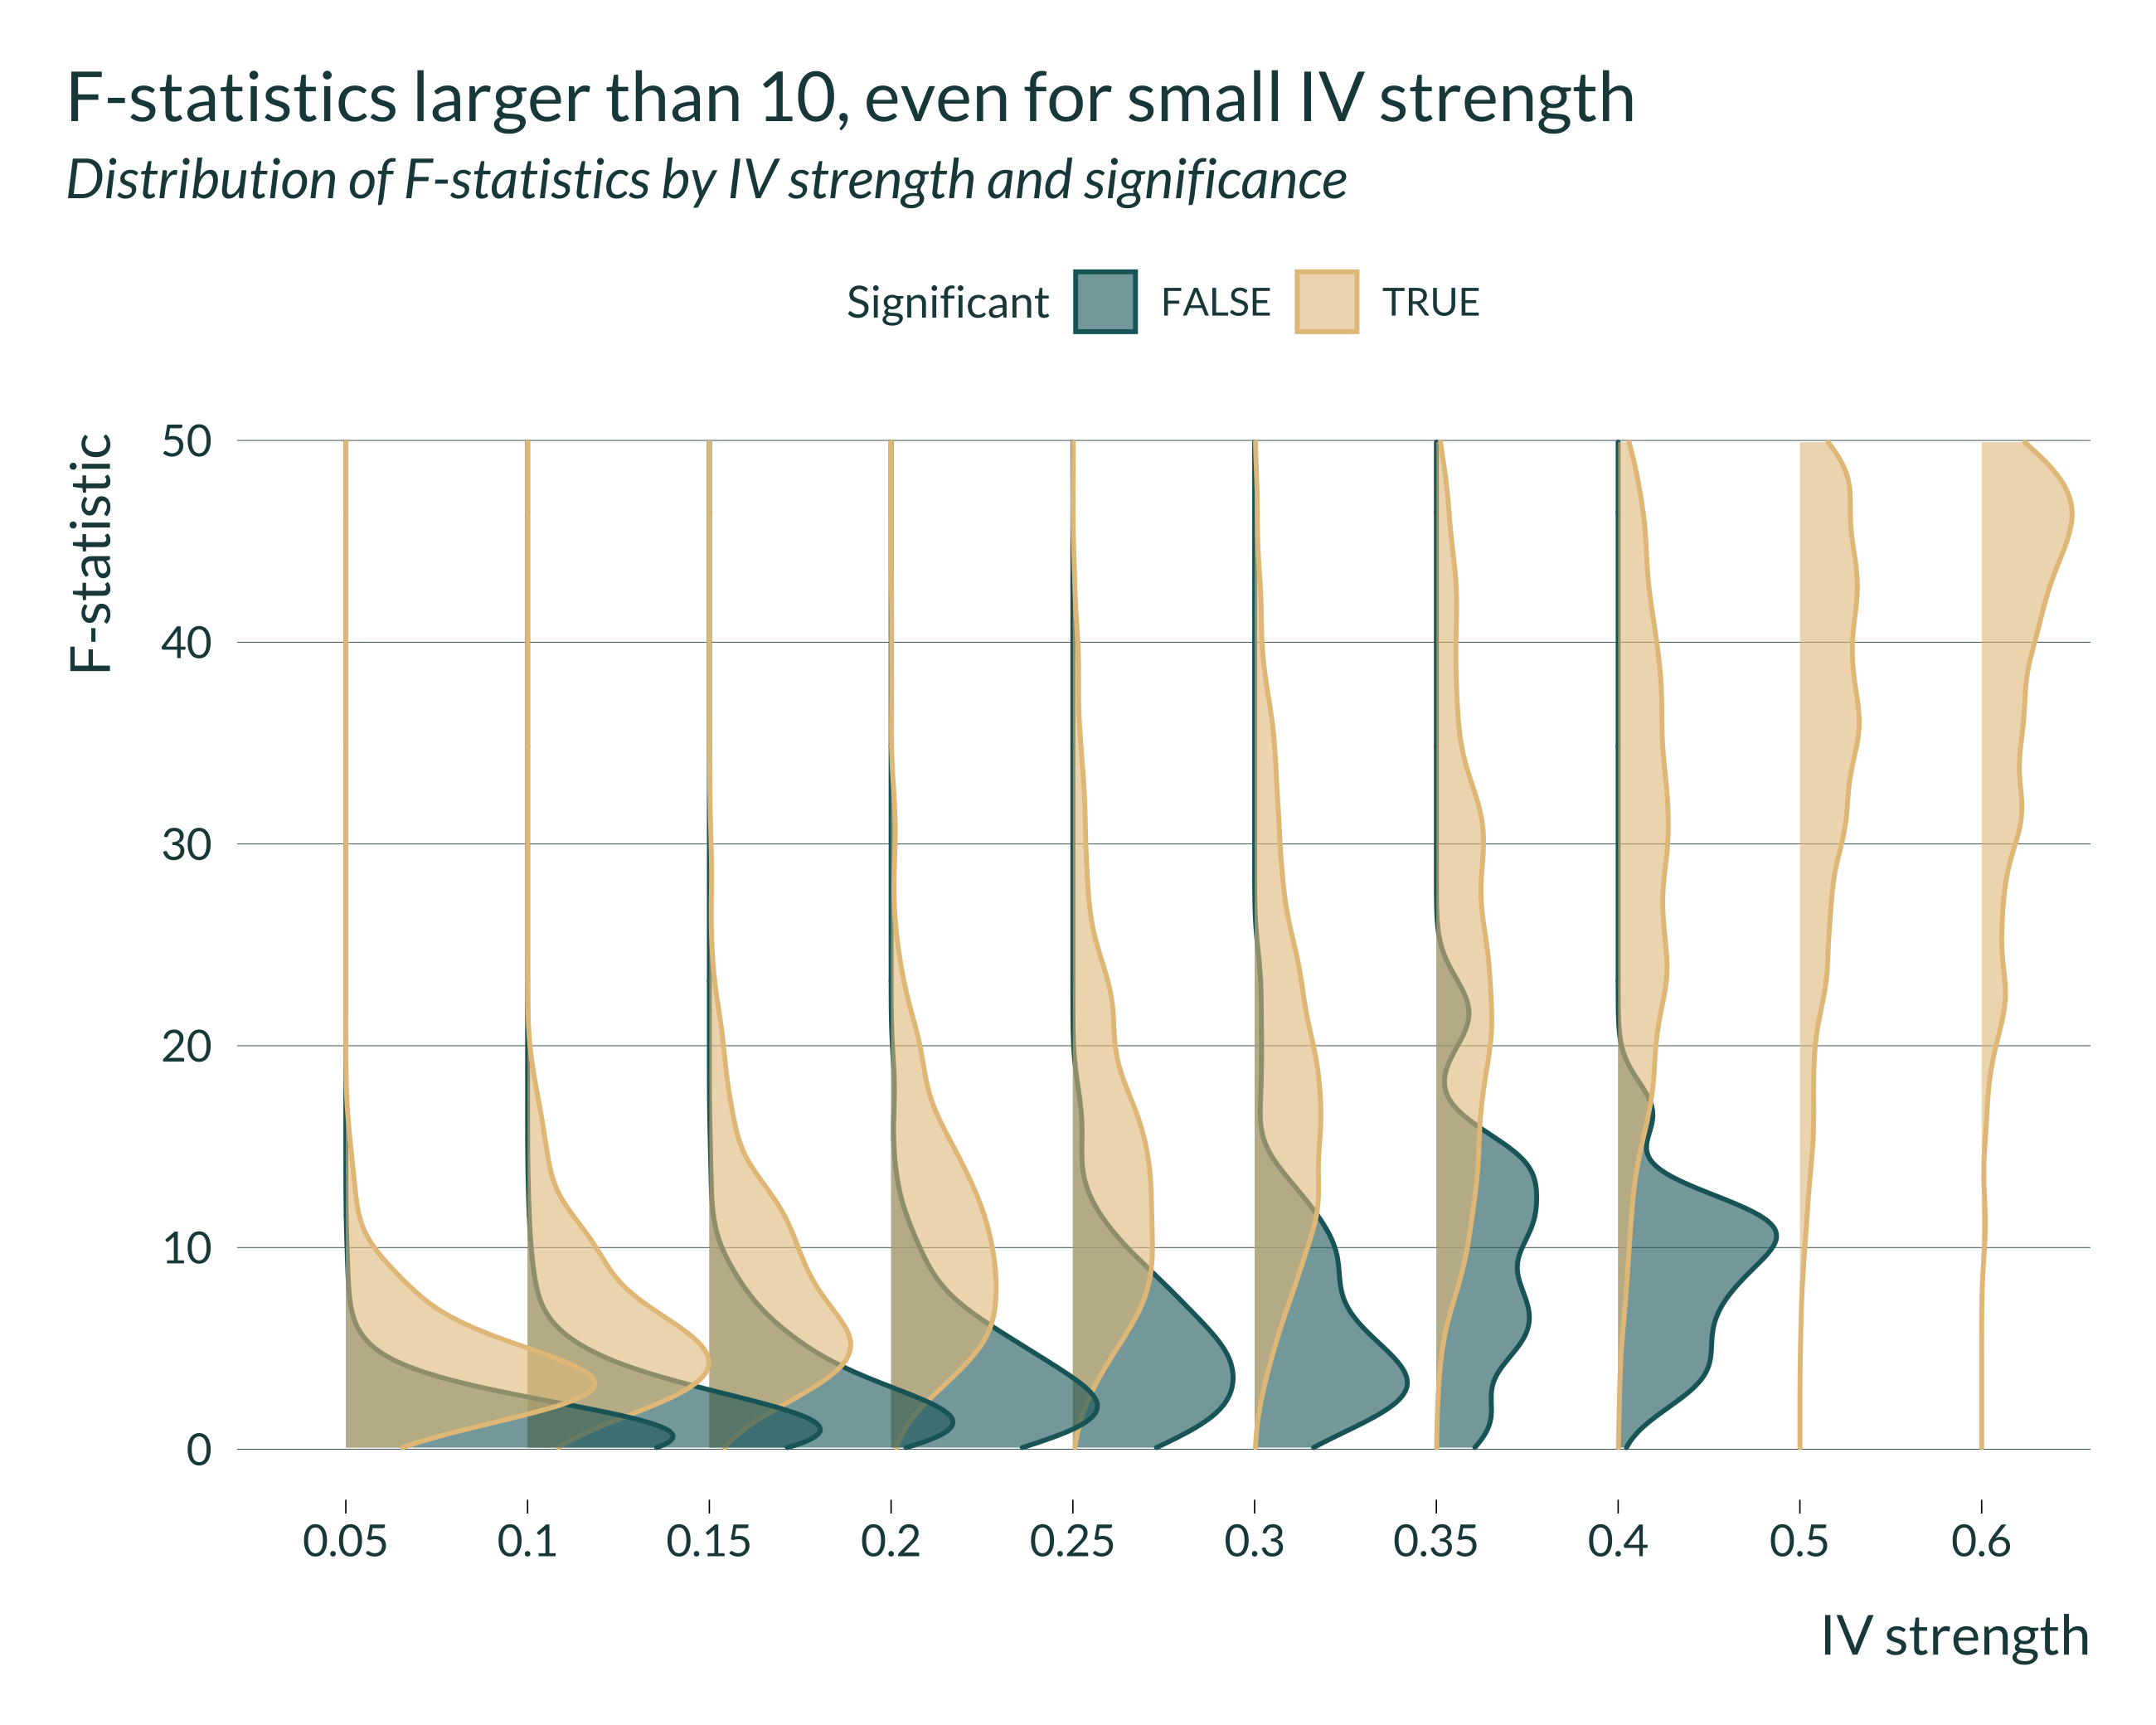 F-statistics larger than 10, even for small IV strength
Distribution of F-statistics by IV strength and significance
Significant FALSE TRUE
F-statistic
50
40
30
20
10
0
0.05 0.1 0.15 0.2 0.25 0.3 0.35 0.4 0.5 0.6
IV strength